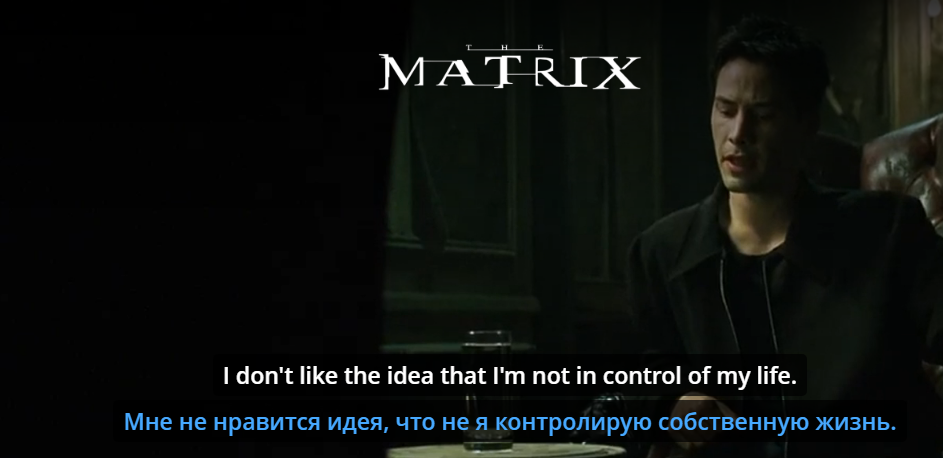 THE
MATRIX
I don't like the idea that I'm not in control of my life.
Мне не нравится идея, что не я контролирую собственную жизнь.